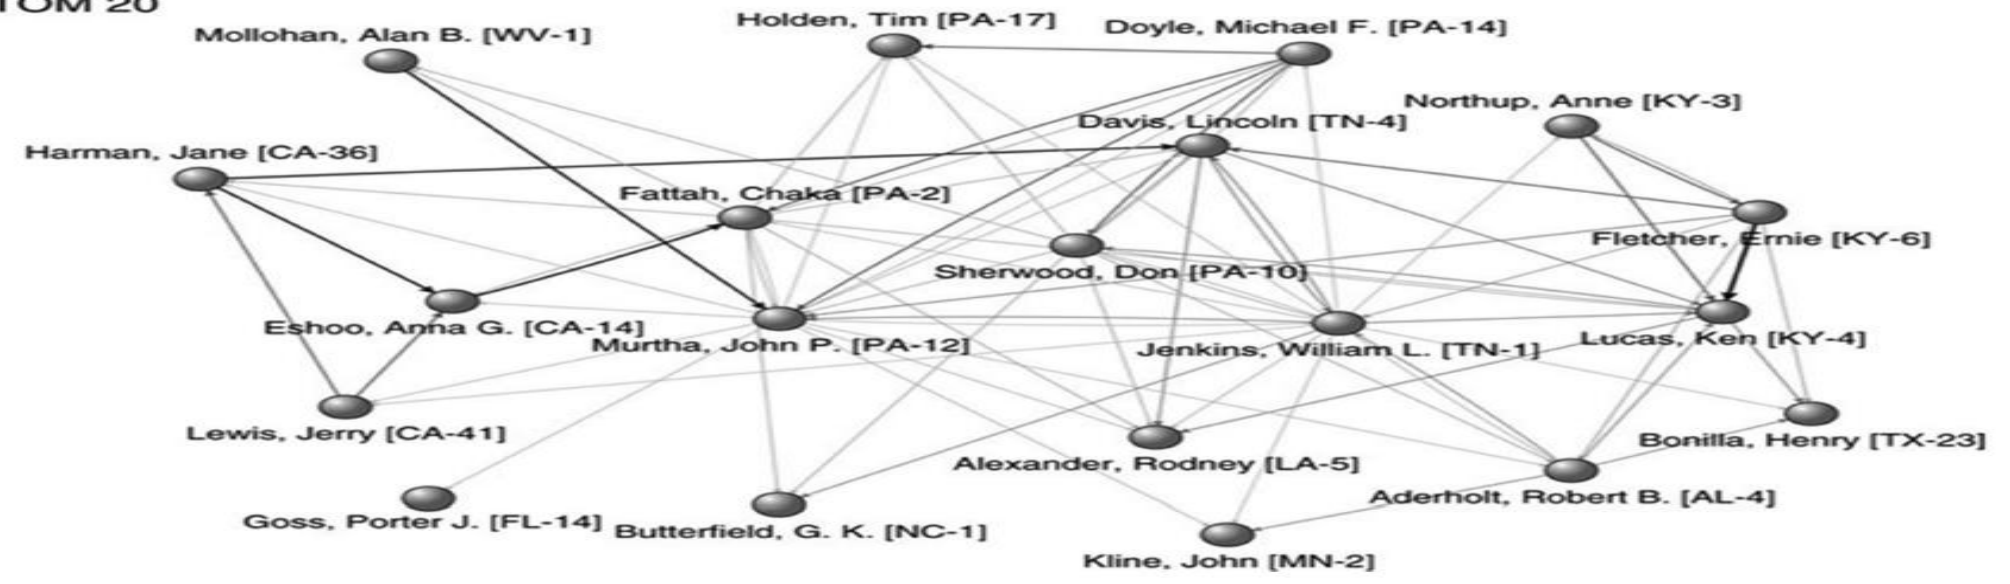 TOM 20
Mollohan, Alan B. [WV-1]
Holden, Tim [PA-17]
Doyle, Michael F. [PA-14]
Northup, Anne [KY-3]
Davis, Lincoln [TN-4]
Harman, Jane [CA-36]
Fattah, Chaka [PA-2]
Fletcher, Ernie [KY-6]
Sherwood, Don [PA-10]
Eshoo, Anna G. [CA-14]
Murtha, John P. [PA-12]
Jenkins, William L. [TN-1]
Lucas, Ken [KY-4]
Lewis, Jerry [CA-41]
Bonilla, Henry [TX-23]
Alexander, Rodney [LA-5]
Aderholt, Robert B. [AL-4]
Goss, Porter J. [FL-14]
Butterfield, G. K. [NC-1]
Kline, John [MN-2]